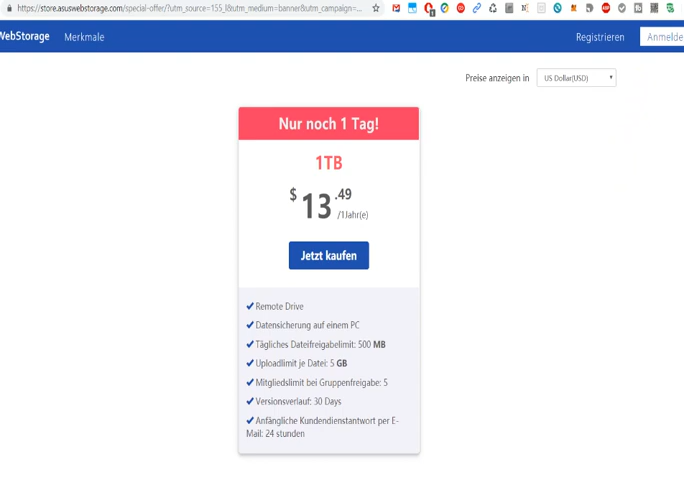 https://store.asuswebstorage.com/special-offer/?utm_source=155_l&utm_medium=banner&utm_campaign=...
WebStorage Merkmale Registrieren Anmelde
Preise anzeigen in US Dollar(USD)
Nur noch 1 Tag!
1TB
$ 13 .49 /1Jahr(e)
Jetzt kaufen
Remote Drive
Datensicherung auf einem PC
Tägliches Dateifreigabelimit: 500 MB
Uploadlimit je Datei: 5 GB
Mitgliedslimit bei Gruppenfreigabe: 5
Versionsverlauf: 30 Days
Anfängliche Kundendienstantwort per E-
Mail: 24 stunden